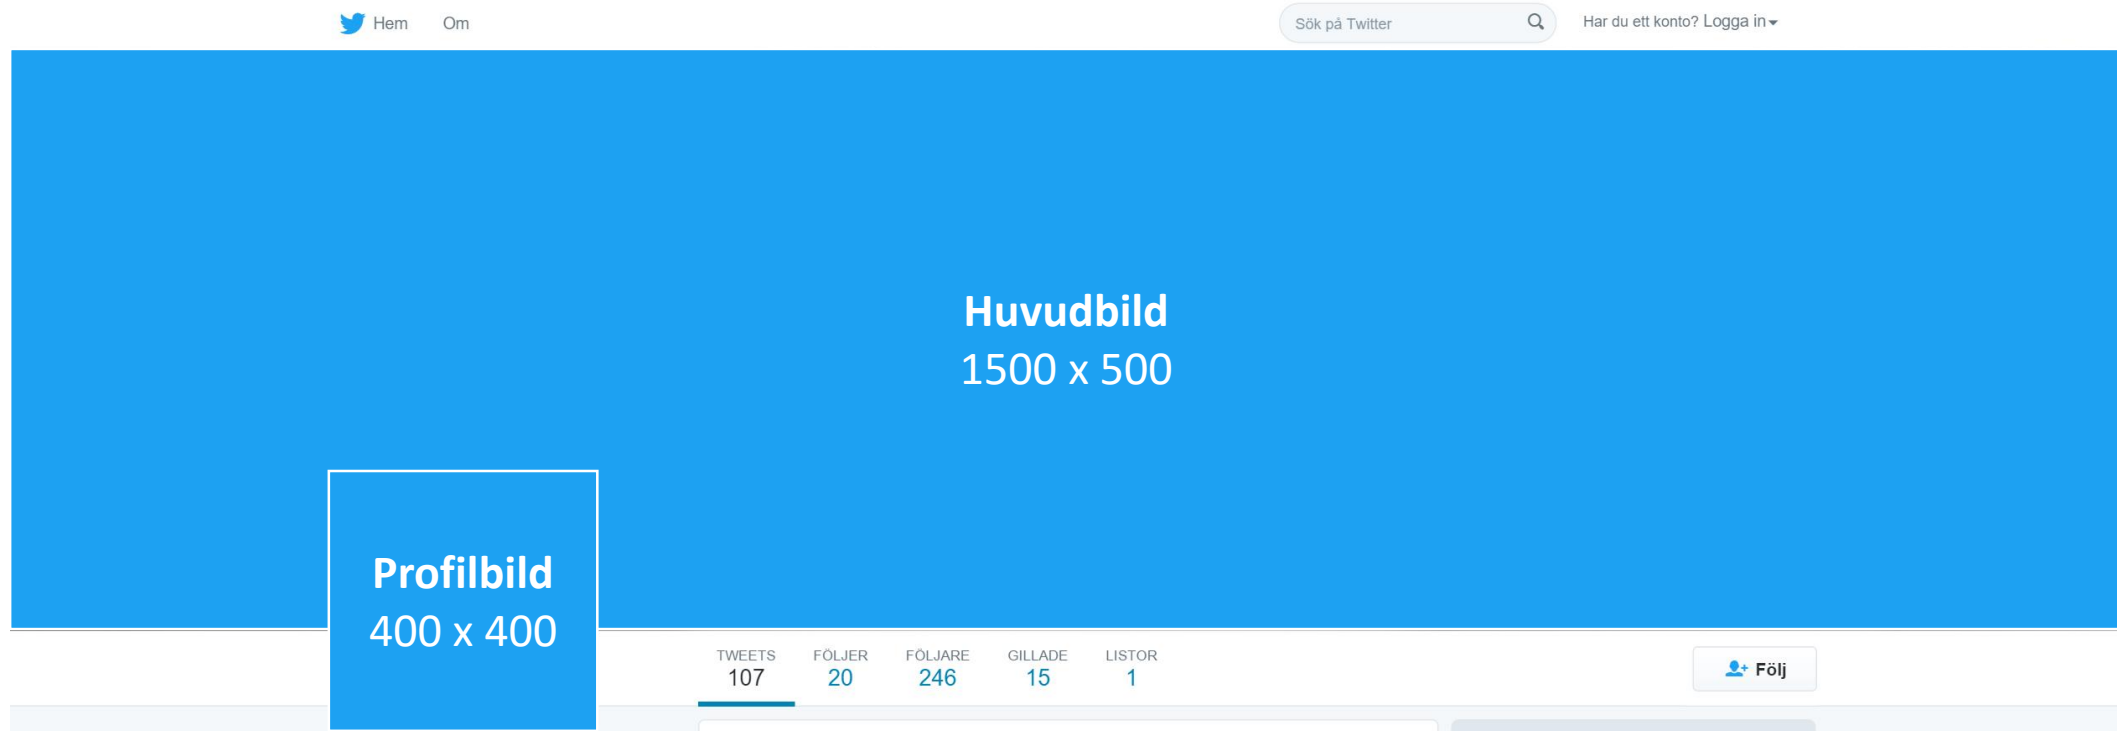 Hem Om Sök på Twitter Har du ett konto? Logga in
Huvudbild
1500 x 500
Profilbild
400 x 400
TWEETS FÖLJER FÖLJARE GILLADE LISTOR
107 20 246 15 1
Följ